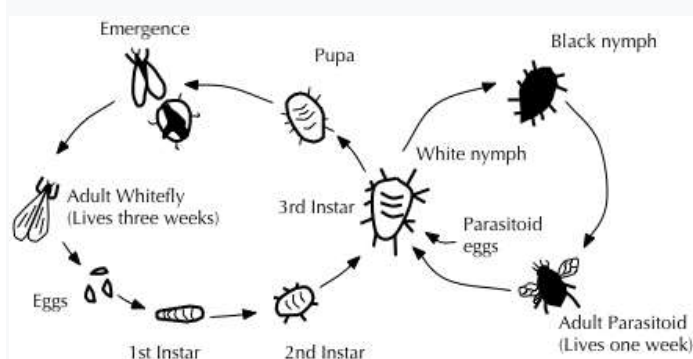 Emergence
Pupa
Black nymph
White nymph
3rd Instar
Adult Whitefly
(Lives three weeks)
Parasitoid
eggs
Eggs
1st Instar
2nd Instar
Adult Parasitoid
(Lives one week)